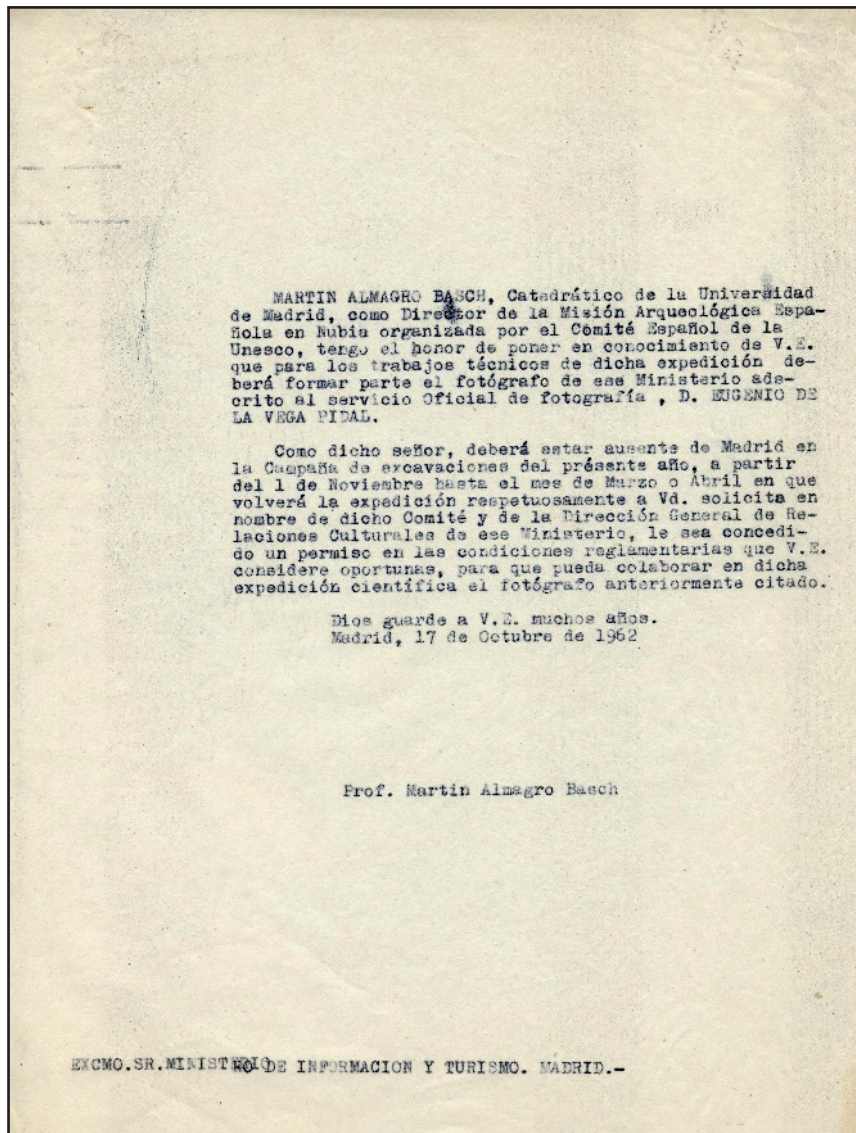 MARTIN ALMAGRO BASCH, Catedrático de la Universidad
de Madrid, como Director de la Misión Arqueológica Espa-
ñola en Nubia organizada por el Comité Español de la
Unesco, tengo el honor de poner en conocimiento de V.E.
que para los trabajos técnicos de dicha expedición de-
berá formar parte el fotógrafo de ese Ministerio ads-
crito al servicio Oficial de fotografía , D. EUGENIO DE
LA VEGA PIDAL.
Como dicho señor, deberá estar ausente de Madrid en
la Campaña de excavaciones del présente año, a partir
del 1 de Noviembre hasta el mes de Marzo o Abril en que
volverá la expedición respetuosamente a Vd. solicita en
nombre de dicho Comité y de la Dirección General de Re-
laciones Culturales de ese Ministerio, le sea concedi-
do un permiso en las condiciones reglamentarias que V.E.
considere oportunas, para que pueda colaborar en dicha
expedición científica el fotógrafo anteriormente citado.
Dios guarde a V.E. muchos años.
Madrid, 17 de Octubre de 1962
Prof. Martin Almagro Basch
EXCMO.SR.MINISTRO DE INFORMACION Y TURISMO. MADRID.-